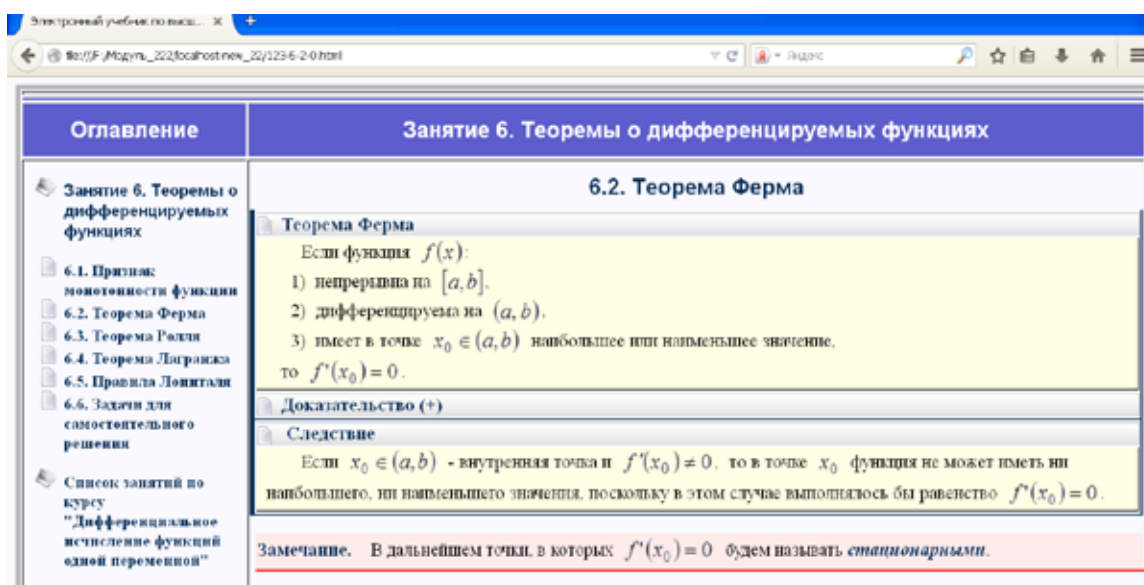 Электронный учебник по высш...
file:///F:/Модуль_222/localhost/new_22/123-6-2-0.html
Яндекс
Оглавление
Занятие 6. Теоремы о дифференцируемых функциях
Занятие 6. Теоремы о
дифференцируемых
функциях
6.1. Признак
монотонности функции
6.2. Теорема Ферма
6.3. Теорема Ролля
6.4. Теорема Лагранжа
6.5. Правила Лопиталя
6.6. Задачи для
самостоятельного
решения
Список занятий по
курсу
"Дифференциальное
исчисление функций
одной переменной"
6.2. Теорема Ферма
Теорема Ферма
Если функция f(x):
1) непрерывна на [a,b],
2) дифференцируема на (a,b),
3) имеет в точке x₀ ∈ (a,b) наибольшее или наименьшее значение,
то f'(x₀) = 0.
Доказательство (+)
Следствие
Если x₀ ∈ (a,b) - внутренняя точка и f'(x₀) ≠ 0, то в точке x₀ функция не может иметь ни
наибольшего, ни наименьшего значения, поскольку в этом случае выполнялось бы равенство f'(x₀) = 0.
Замечание. В дальнейшем точки, в которых f'(x₀) = 0 будем называть стационарными.